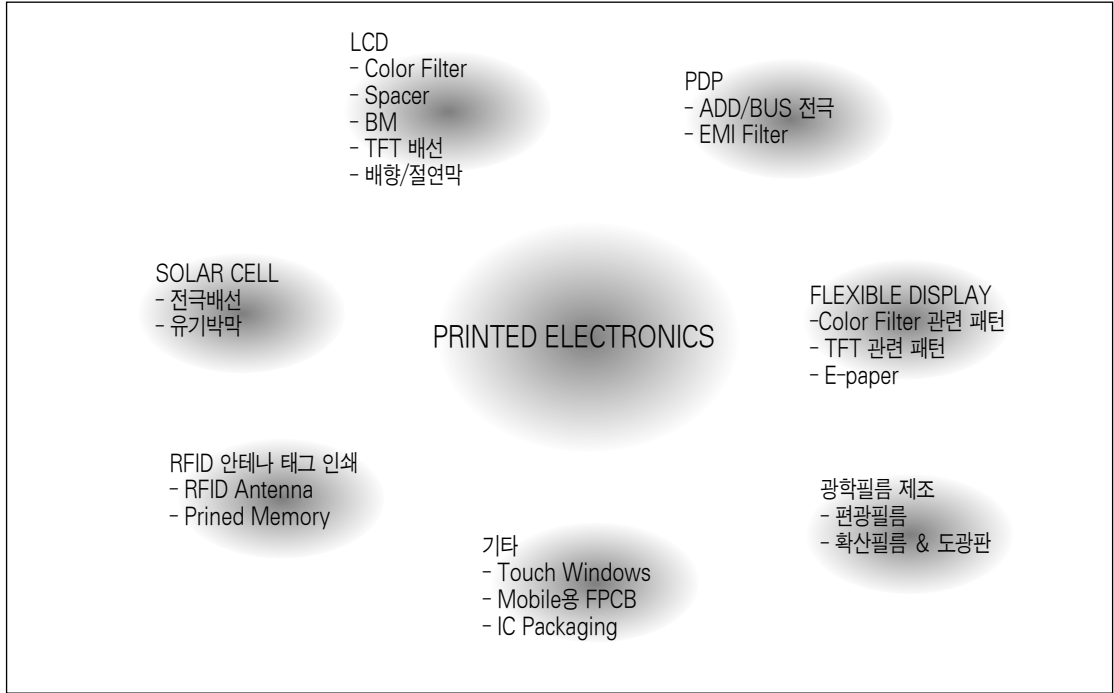 LCD
- Color Filter
- Spacer
- BM
- TFT 배선
- 배향/절연막
PDP
- ADD/BUS 전극
- EMI Filter
SOLAR CELL
- 전극배선
- 유기박막
PRINTED ELECTRONICS
FLEXIBLE DISPLAY
-Color Filter 관련 패턴
- TFT 관련 패턴
- E-paper
RFID 안테나 태그 인쇄
- RFID Antenna
- Prined Memory
기타
- Touch Windows
- Mobile용 FPCB
- IC Packaging
광학필름 제조
- 편광필름
- 확산필름 & 도광판